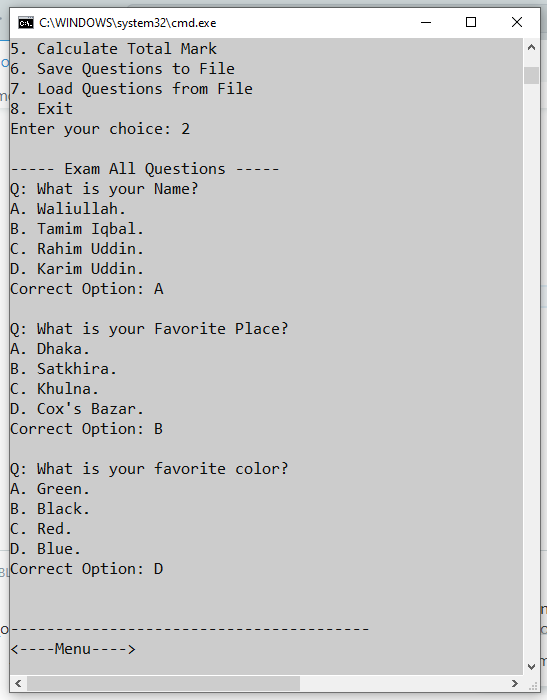 C:\WINDOWS\system32\cmd.exe
5. Calculate Total Mark
6. Save Questions to File
7. Load Questions from File
8. Exit
Enter your choice: 2
----- Exam All Questions -----
Q: What is your Name?
A. Waliullah.
B. Tamim Iqbal.
C. Rahim Uddin.
D. Karim Uddin.
Correct Option: A
Q: What is your Favorite Place?
A. Dhaka.
B. Satkhira.
C. Khulna.
D. Cox's Bazar.
Correct Option: B
Q: What is your favorite color?
A. Green.
B. Black.
C. Red.
D. Blue.
Correct Option: D
----------------------------------------
<----Menu---->